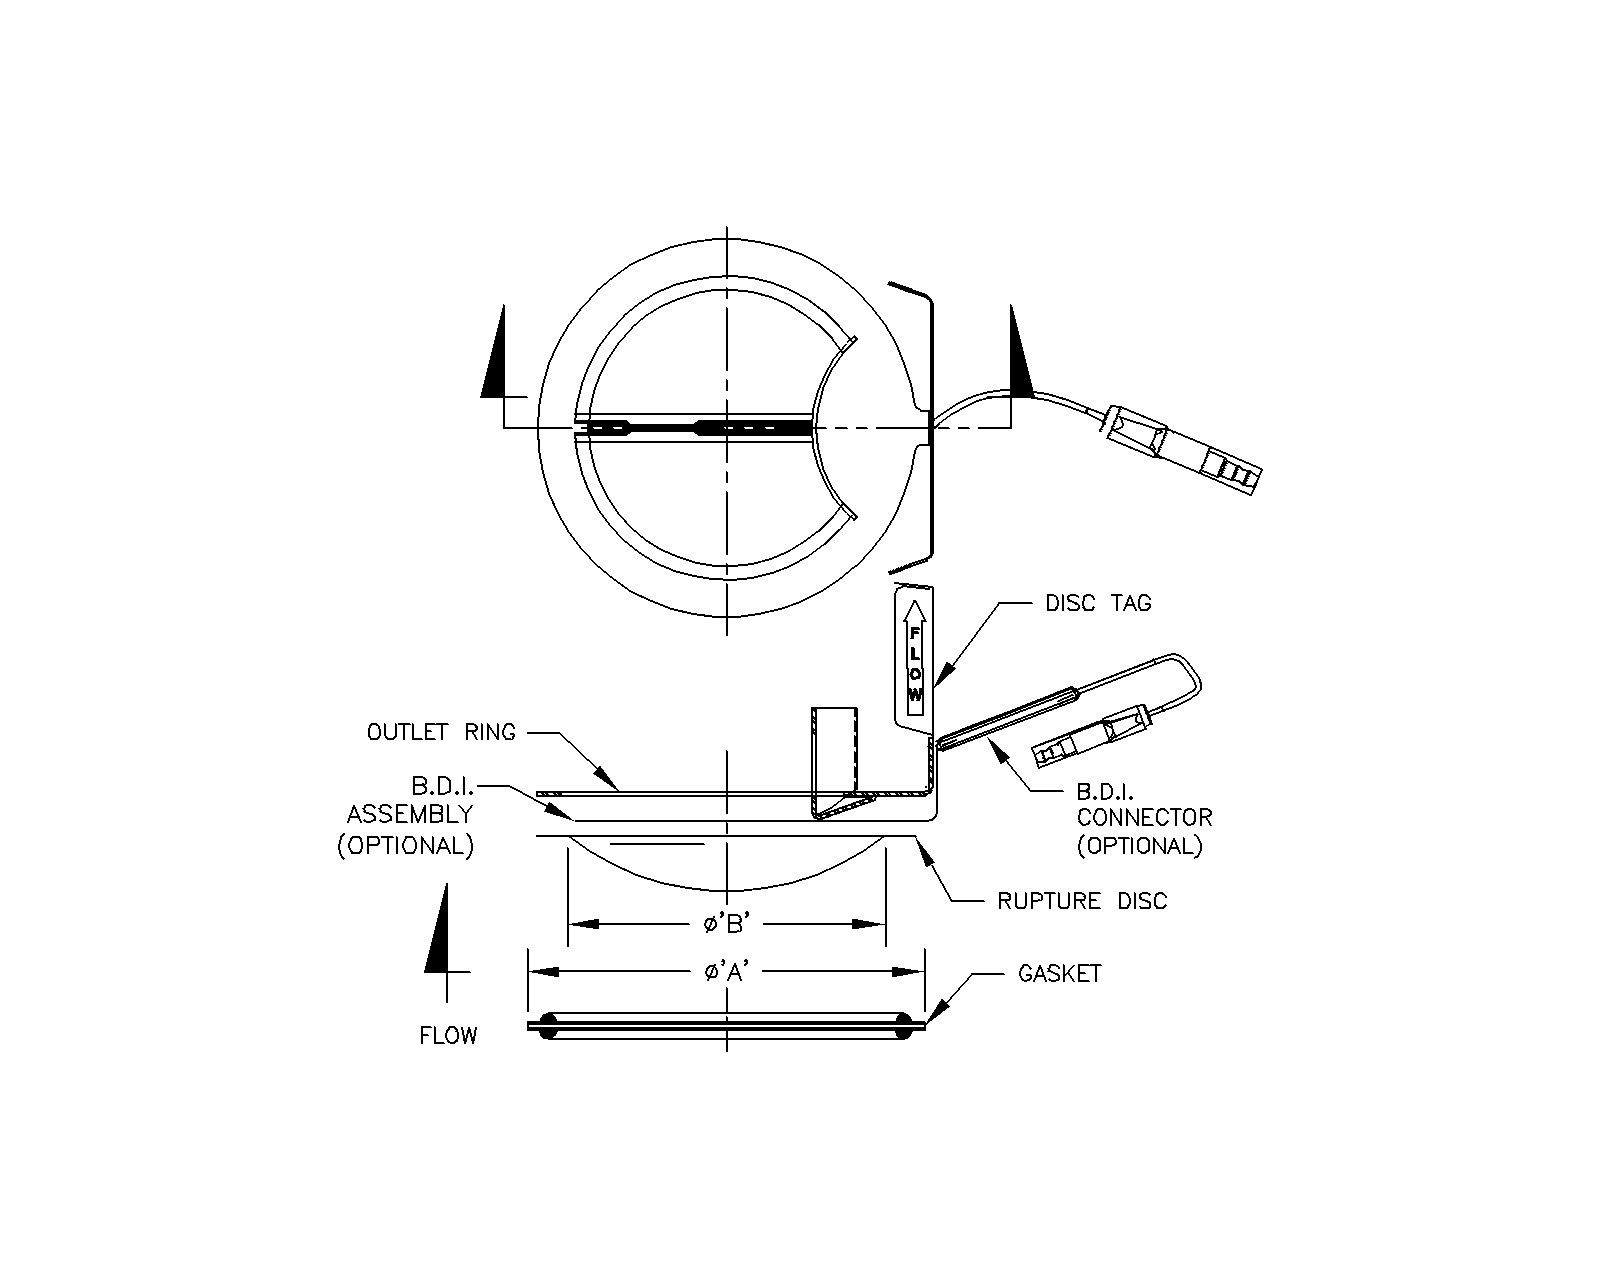 DISC TAG
FLOW
OUTLET RING
B.D.I.
ASSEMBLY
(OPTIONAL)
B.D.I.
CONNECTOR
(OPTIONAL)
RUPTURE DISC
ø'B'
ø'A'
GASKET
FLOW